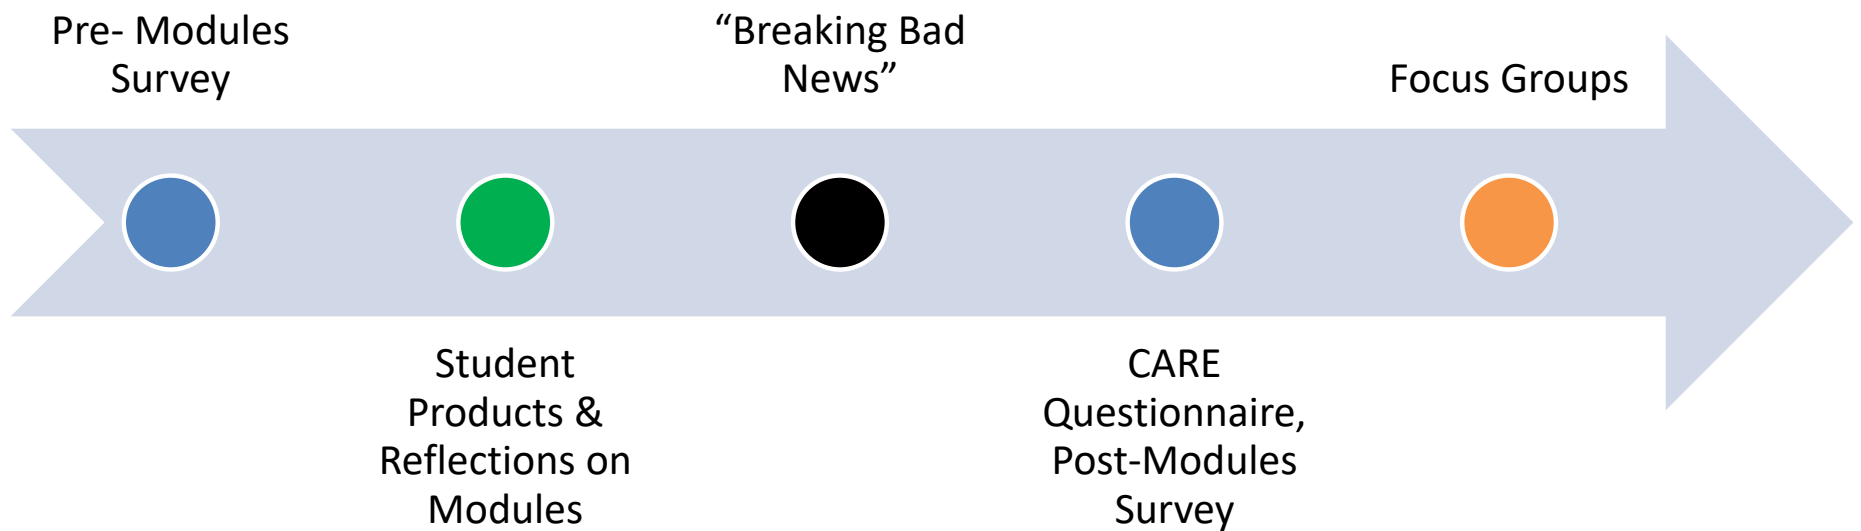 Pre- Modules
Survey
Student
Products &
Reflections on
Modules
“Breaking Bad
News”
CARE
Questionnaire,
Post-Modules
Survey
Focus Groups